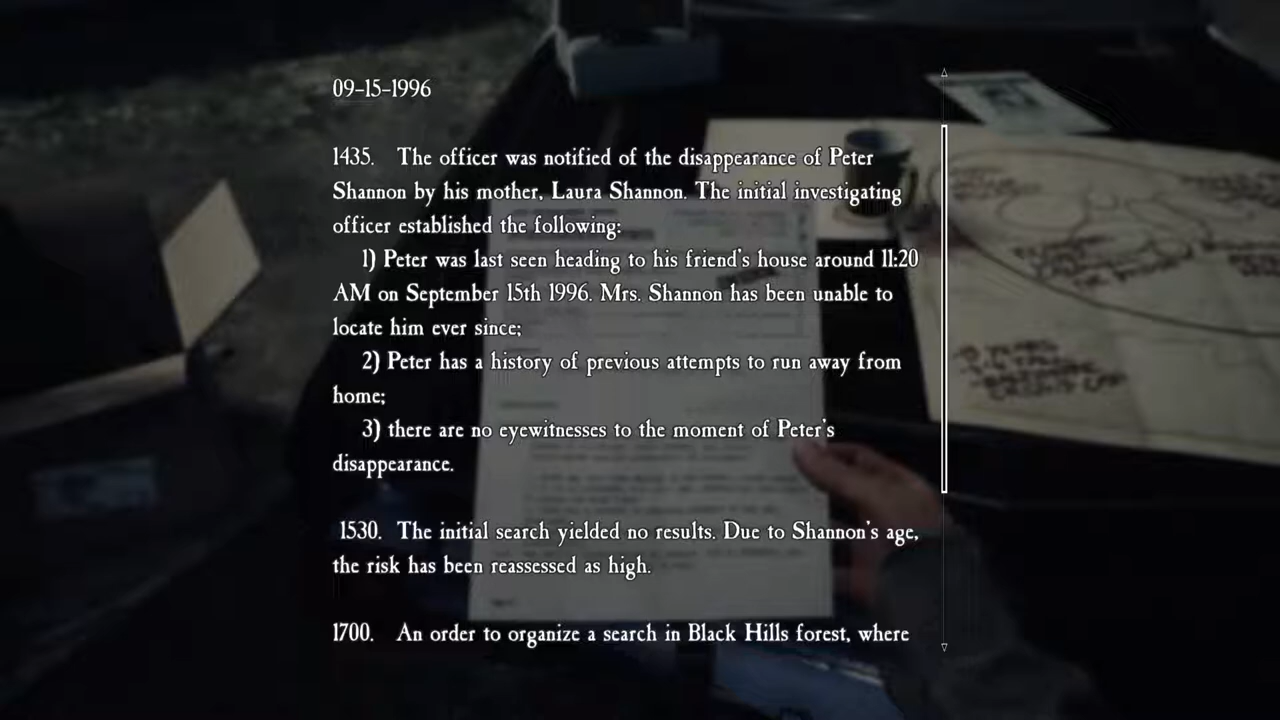 09-15-1996
1435. The officer was notified of the disappearance of Peter
Shannon by his mother, Laura Shannon. The initial investigating
officer established the following:
1) Peter was last seen heading to his friend's house around 11:20
AM on September 15th 1996. Mrs. Shannon has been unable to
locate him ever since;
2) Peter has a history of previous attempts to run away from
home;
3) there are no eyewitnesses to the moment of Peter's
disappearance.
1530. The initial search yielded no results. Due to Shannon's age,
the risk has been reassessed as high.
1700. An order to organize a search in Black Hills forest, where